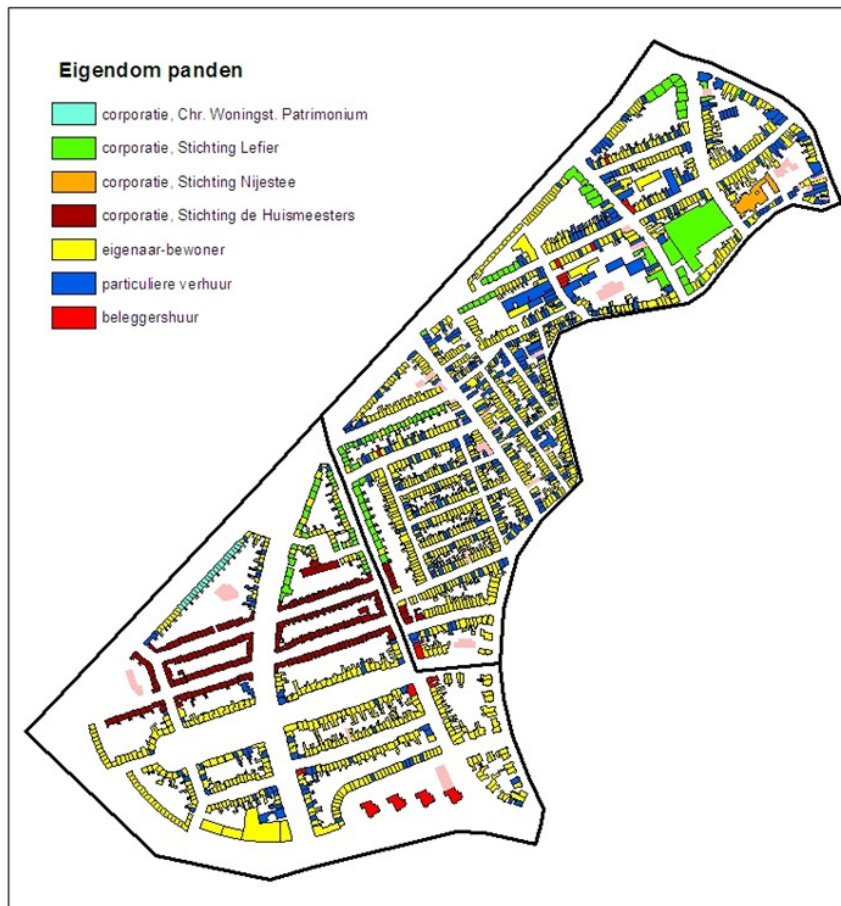 Eigendom panden
corporatie, Chr. Woningst. Patrimonium
corporatie, Stichting Lefier
corporatie, Stichting Nijestee
corporatie, Stichting de Huismeesters
eigenaar-bewoner
particuliere verhuur
beleggershuur